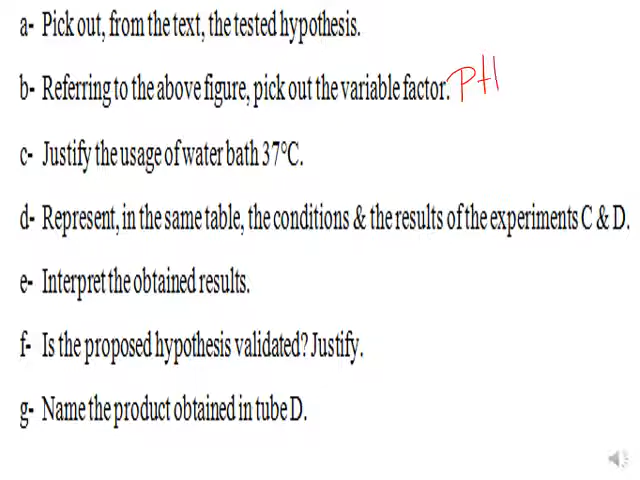 a- Pick out, from the text, the tested hypothesis.
b- Referring to the above figure, pick out the variable factor. PH
c- Justify the usage of water bath 37°C.
d- Represent, in the same table, the conditions & the results of the experiments C & D.
e- Interpret the obtained results.
f- Is the proposed hypothesis validated? Justify.
g- Name the product obtained in tube D.